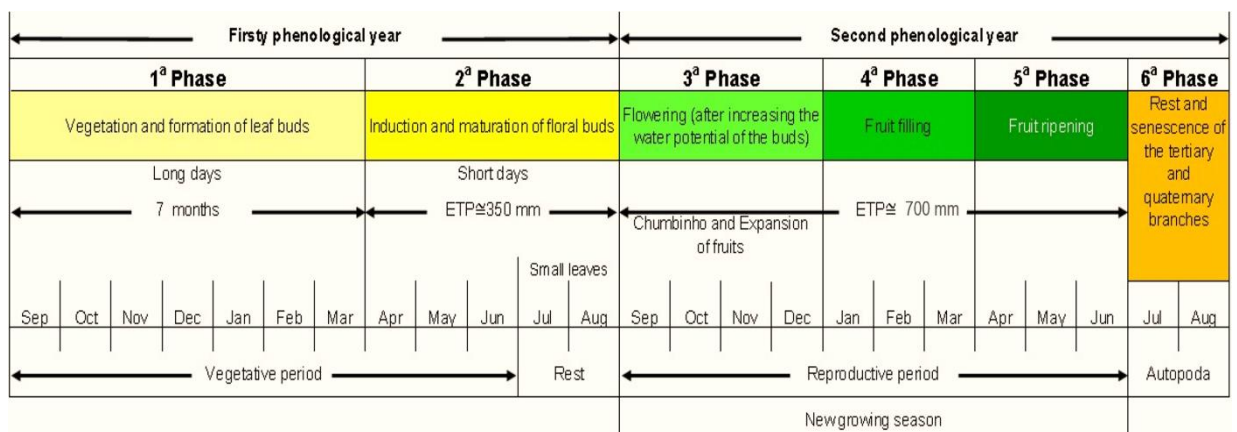 Firsty phenological year
Second phenological year
1ª Phase
2ª Phase
3ª Phase
4ª Phase
5ª Phase
6ª Phase
Vegetation and formation of leaf buds
Induction and maturation of floral buds
Flowering (after increasing the
water potential of the buds)
Fruit filling
Fruit ripening
Rest and
senescence of
the tertiary
and
quaternary
branches
Long days
7 months
Short days
ETP≅350 mm
ETP≅ 700 mm
Chumbinho and Expansion
of fruits
Small leaves
Sep Oct Nov Dec Jan Feb Mar Apr May Jun Jul Aug Sep Oct Nov Dec Jan Feb Mar Apr May Jun Jul Aug
Vegetative period
Rest
Reproductive period
Autopoda
New growing season